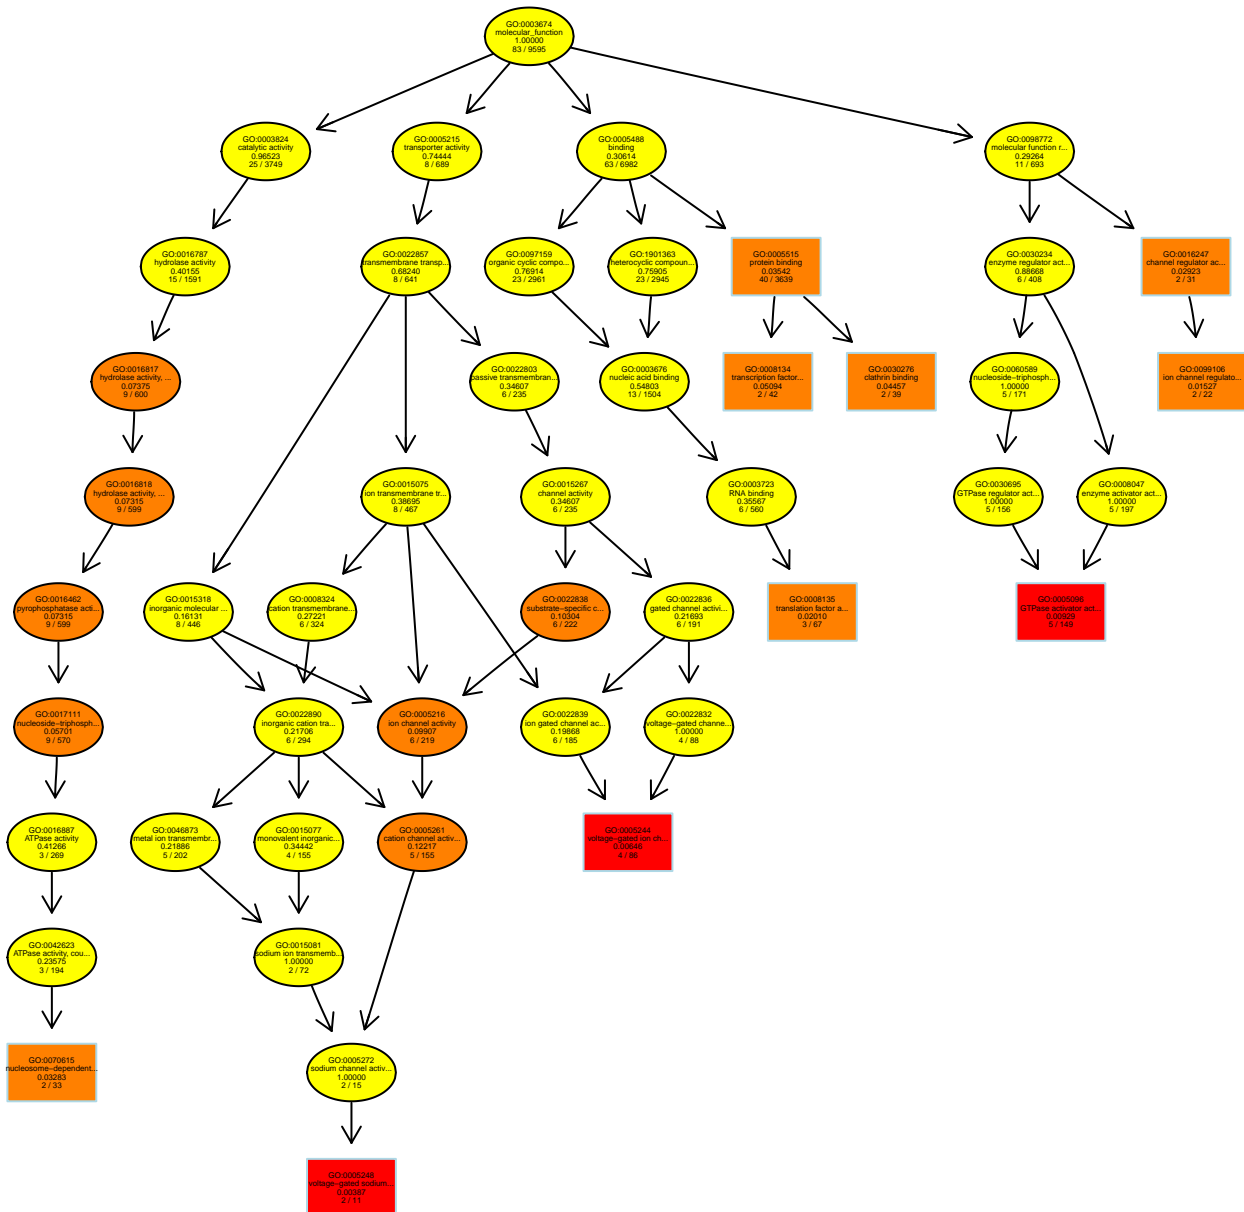 GO:0003674
molecular_function
1.00000
83 / 9595
GO:0003824
catalytic activity
0.96523
25 / 3749
GO:0005215
transporter activity
0.74444
8 / 689
GO:0005488
binding
0.30614
63 / 6982
GO:0098772
molecular function r...
0.29264
11 / 693
GO:0016787
hydrolase activity
0.40155
15 / 1591
GO:0022857
transmembrane transp...
0.68240
8 / 641
GO:0097159
organic cyclic compo...
0.76914
23 / 2961
GO:1901363
heterocyclic compoun...
0.75905
23 / 2945
GO:0005515
protein binding
0.03542
40 / 3639
GO:0030234
enzyme regulator act...
0.88668
6 / 408
GO:0016247
channel regulator ac...
0.02923
2 / 31
GO:0016817
hydrolase activity, ...
0.07375
9 / 600
GO:0022803
passive transmembran...
0.34607
6 / 235
GO:0003676
nucleic acid binding
0.54803
13 / 1504
GO:0008134
transcription factor...
0.05094
2 / 42
GO:0030276
clathrin binding
0.04457
2 / 39
GO:0060589
nucleoside−triphosph...
1.00000
5 / 171
GO:0099106
ion channel regulato...
0.01527
2 / 22
GO:0016818
hydrolase activity, ...
0.07315
9 / 599
GO:0015075
ion transmembrane tr...
0.38695
8 / 467
GO:0015267
channel activity
0.34607
6 / 235
GO:0003723
RNA binding
0.35567
6 / 560
GO:0030695
GTPase regulator act...
1.00000
5 / 156
GO:0008047
enzyme activator act...
1.00000
5 / 197
GO:0016462
pyrophosphatase acti...
0.07315
9 / 599
GO:0015318
inorganic molecular ...
0.16131
8 / 446
GO:0008324
cation transmembrane...
0.27221
6 / 324
GO:0022838
substrate−specific c...
0.10304
6 / 222
GO:0022836
gated channel activi...
0.21693
6 / 191
GO:0008135
translation factor a...
0.02010
3 / 67
GO:0005096
GTPase activator act...
0.00929
5 / 149
GO:0017111
nucleoside−triphosph...
0.05701
9 / 570
GO:0022890
inorganic cation tra...
0.21706
6 / 294
GO:0005216
ion channel activity
0.09907
6 / 219
GO:0022839
ion gated channel ac...
0.19868
6 / 185
GO:0022832
voltage−gated channe...
1.00000
4 / 88
GO:0016887
ATPase activity
0.41266
3 / 269
GO:0046873
metal ion transmembr...
0.21886
5 / 202
GO:0015077
monovalent inorganic...
0.34442
4 / 155
GO:0005261
cation channel activ...
0.12217
5 / 155
GO:0005244
voltage−gated ion ch...
0.00646
4 / 86
GO:0042623
ATPase activity, cou...
0.23575
3 / 194
GO:0015081
sodium ion transmemb...
1.00000
2 / 72
GO:0070615
nucleosome−dependent...
0.03283
2 / 33
GO:0005272
sodium channel activ...
1.00000
2 / 15
GO:0005248
voltage−gated sodium...
0.00387
2 / 11